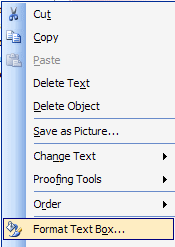 Cut
Copy
Paste
Delete Text
Delete Object
Save as Picture...
Change Text
Proofing Tools
Order
Format Text Box...